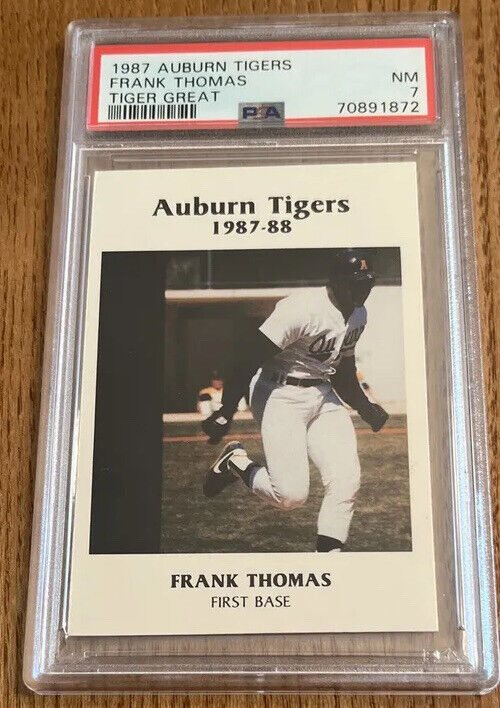 1987 AUBURN TIGERS
FRANK THOMAS
TIGER GREAT
NM
7
70891872
PSA
Auburn Tigers
1987-88
A
FRANK THOMAS
FIRST BASE